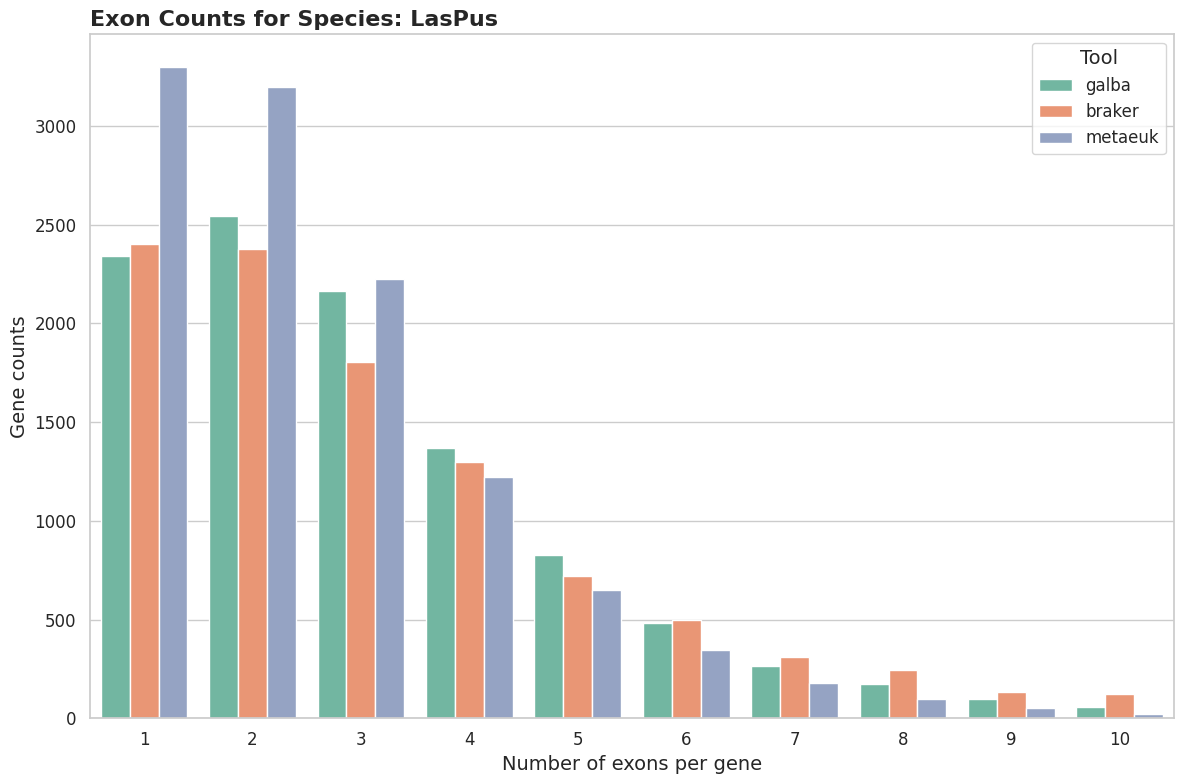 Exon Counts for Species: LasPus
Tool
galba
braker
metaeuk
Gene counts
3000
2500
2000
1500
1000
500
0
1 2 3 4 5 6 7 8 9 10
Number of exons per gene